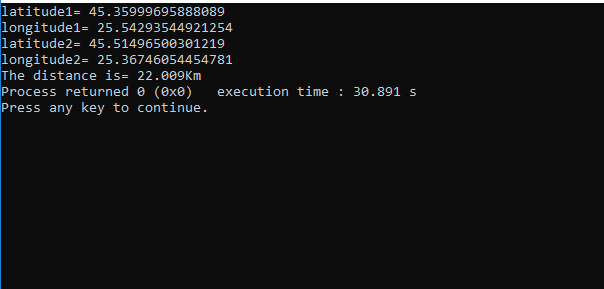 latitude1= 45.35999695888089
longitude1= 25.54293544921254
latitude2= 45.51496500301219
longitude2= 25.36746054454781
The distance is= 22.009Km
Process returned 0 (0x0)   execution time : 30.891 s
Press any key to continue.